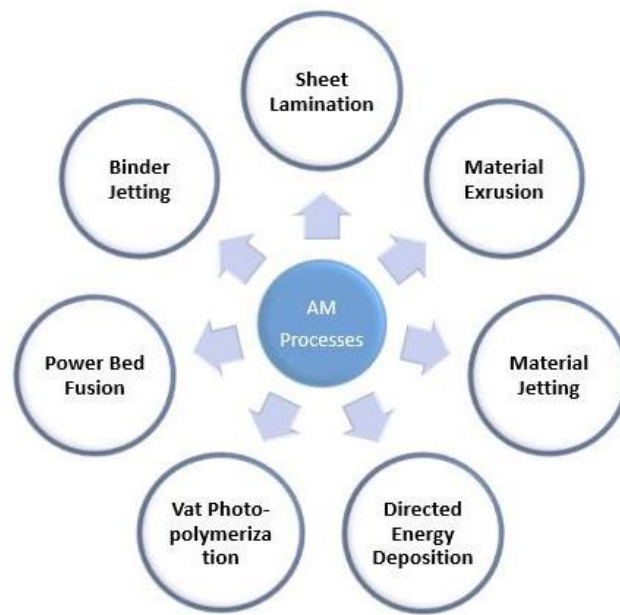 Sheet
Lamination
Binder
Jetting
Material
Exrusion
AM
Processes
Power Bed
Fusion
Material
Jetting
Vat Photo-
polymeriza
tion
Directed
Energy
Deposition